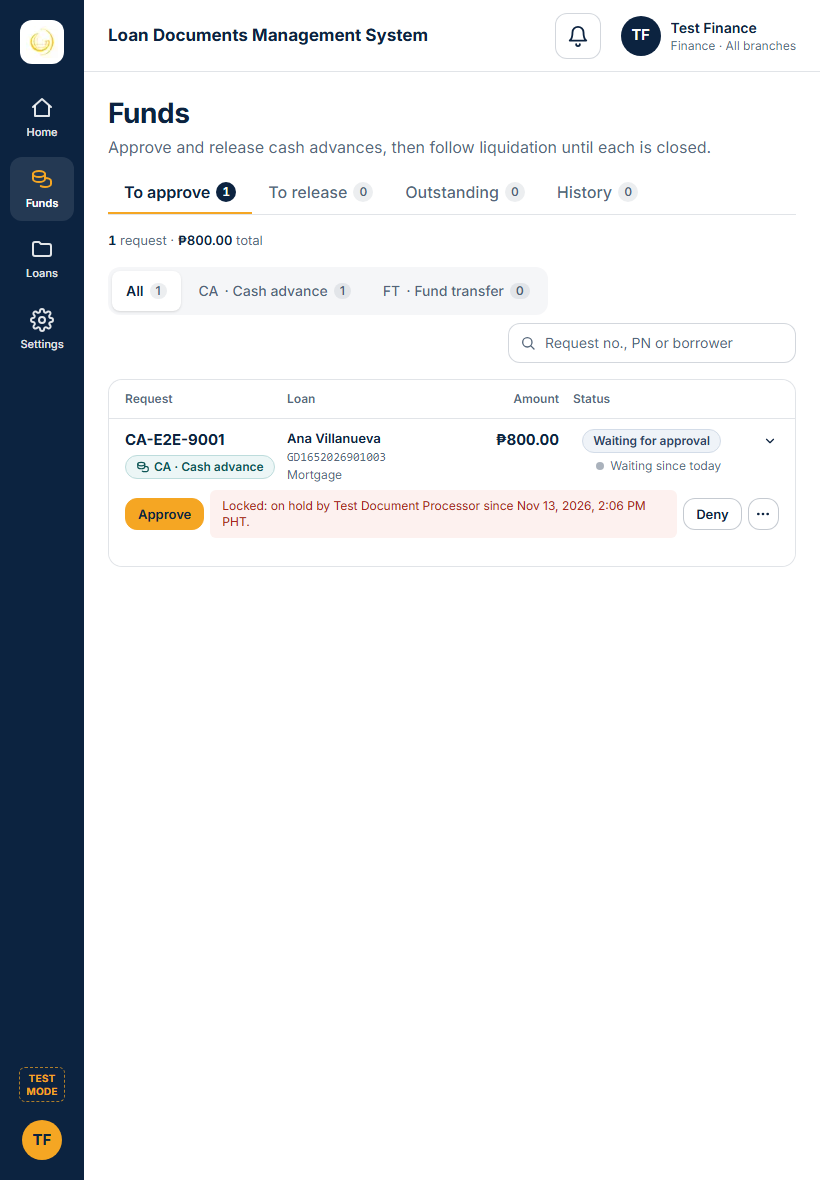 Loan Documents Management System
TF
Test Finance
Finance · All branches
Home
Funds
Loans
Settings
TEST
MODE
TF
Funds
Approve and release cash advances, then follow liquidation until each is closed.
To approve 1
To release 0
Outstanding 0
History 0
1 request · ₱800.00 total
All 1
CA · Cash advance 1
FT · Fund transfer 0
Request no., PN or borrower
Request Loan Amount Status
CA-E2E-9001
CA · Cash advance
Ana Villanueva
GD1652026901003
Mortgage
₱800.00
Waiting for approval
Waiting since today
Approve
Locked: on hold by Test Document Processor since Nov 13, 2026, 2:06 PM
PHT.
Deny